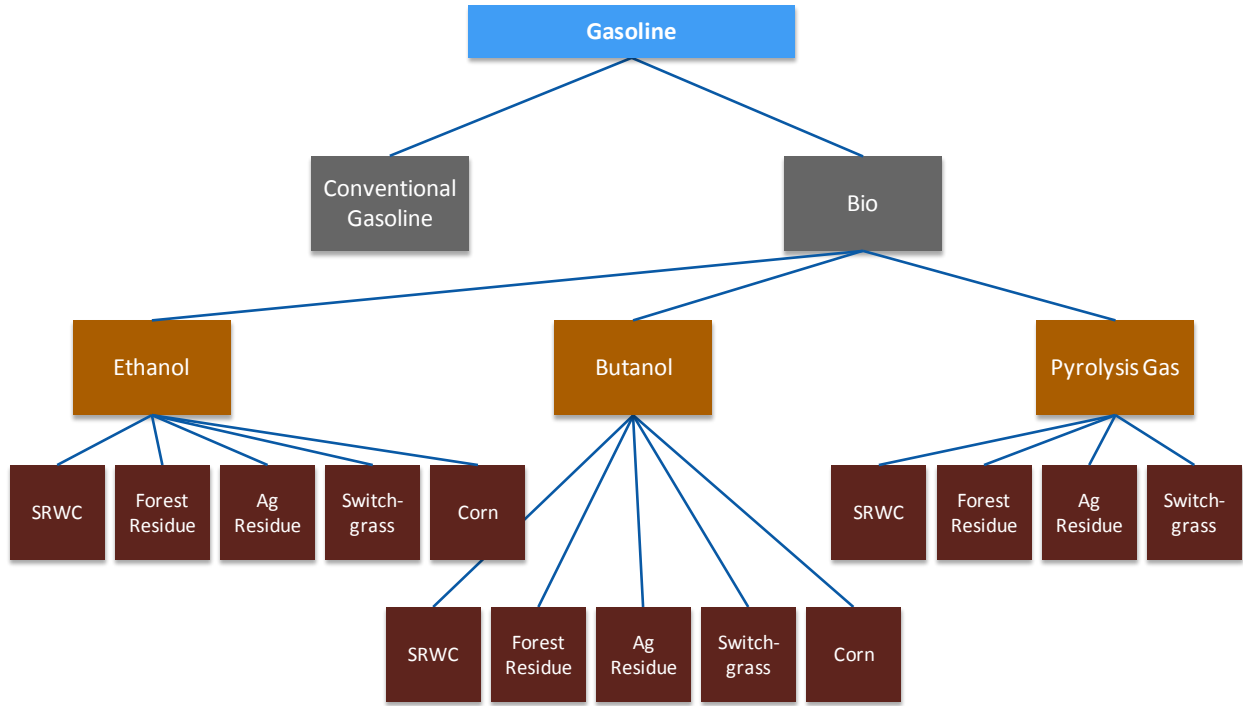 Gasoline
Conventional
Gasoline
Bio
Ethanol
Butanol
Pyrolysis Gas
SRWC
Forest
Residue
Ag
Residue
Switch-
grass
Corn
SRWC
Forest
Residue
Ag
Residue
Switch-
grass
SRWC
Forest
Residue
Ag
Residue
Switch-
grass
Corn